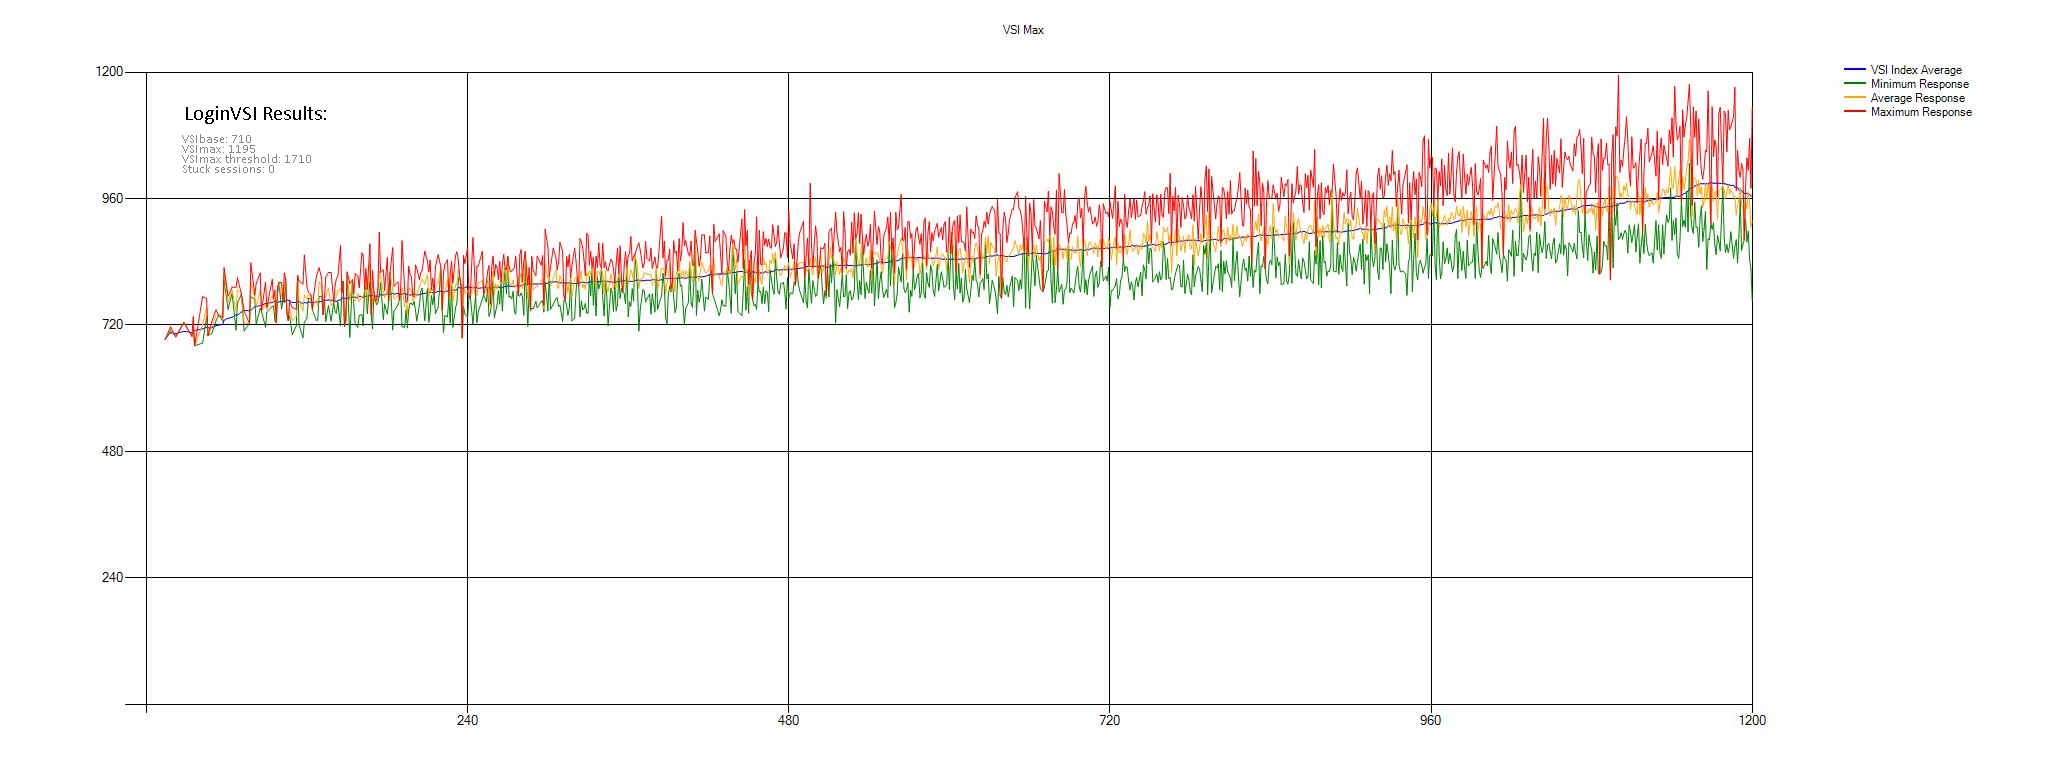 VSI Max
1200
960
720
480
240
LoginVSI Results:
VSIbase: 710
VSImax: 1195
VSImax threshold: 1710
Stuck sessions: 0
VSI Index Average
Minimum Response
Average Response
Maximum Response
240 480 720 960 1200